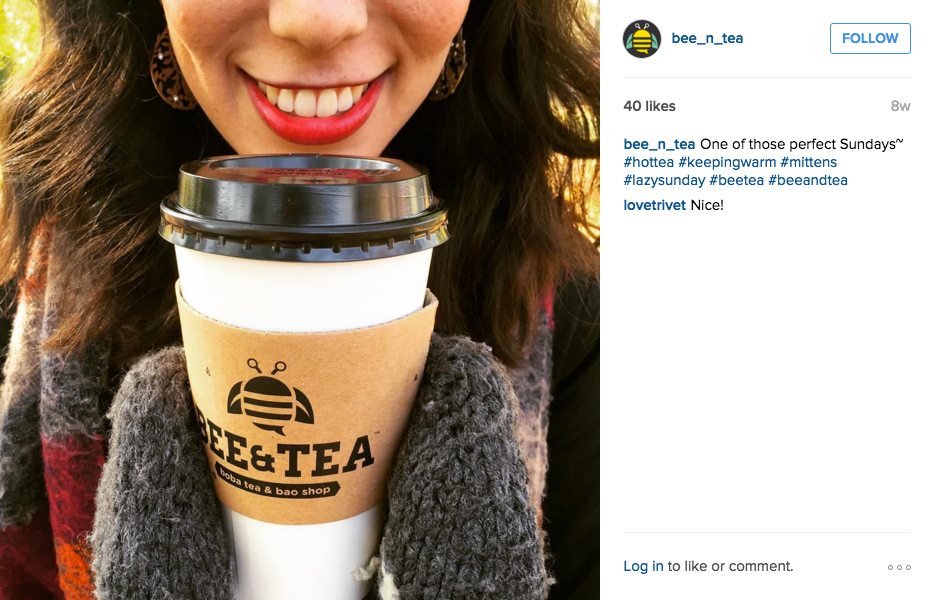 BEE&TEA™
boba tea & bao shop
bee_n_tea
FOLLOW
40 likes
8w
bee_n_tea One of those perfect Sundays~
#hottea #keepingwarm #mittens
#lazysunday #beetea #beeandtea
lovetrivet Nice!
Log in to like or comment.